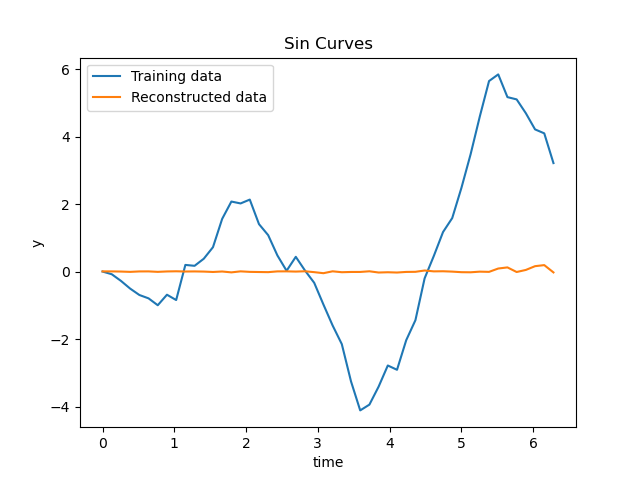 Sin Curves
Training data
Reconstructed data
6
4
2
0
−2
−4
y
0 1 2 3 4 5 6
time